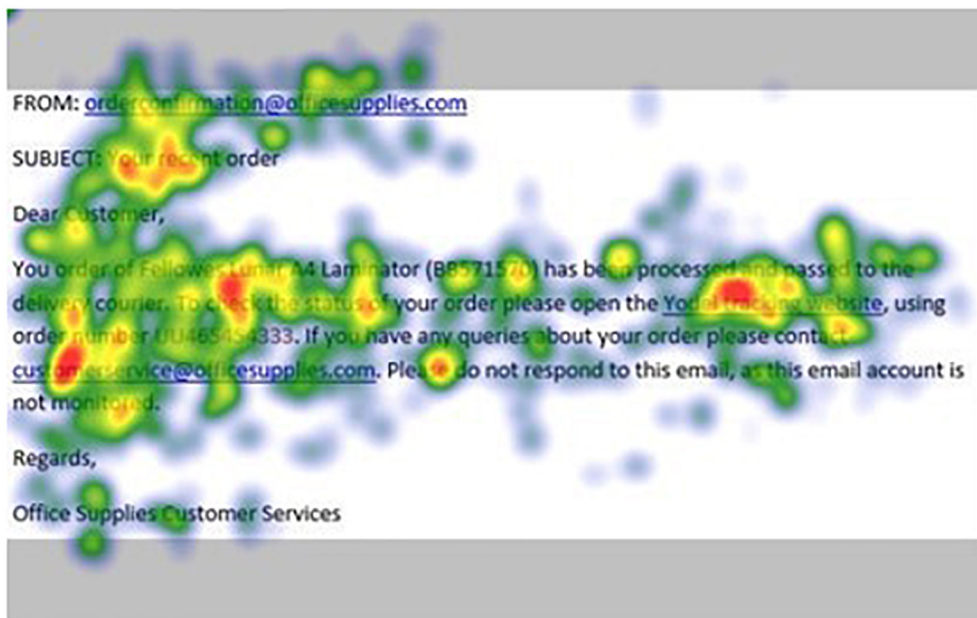 FROM: orderconfirmation@officesupplies.com
SUBJECT: Your recent order
Dear Customer,
You order of Fellowes Lunar A4 Laminator (BB571570) has been processed and passed to the
delivery courier. To check the status of your order please open the Yodel tracking website, using
order number UU465454333. If you have any queries about your order please contact
customerservice@officesupplies.com. Please do not respond to this email, as this email account is
not monitored.
Regards,
Office Supplies Customer Services